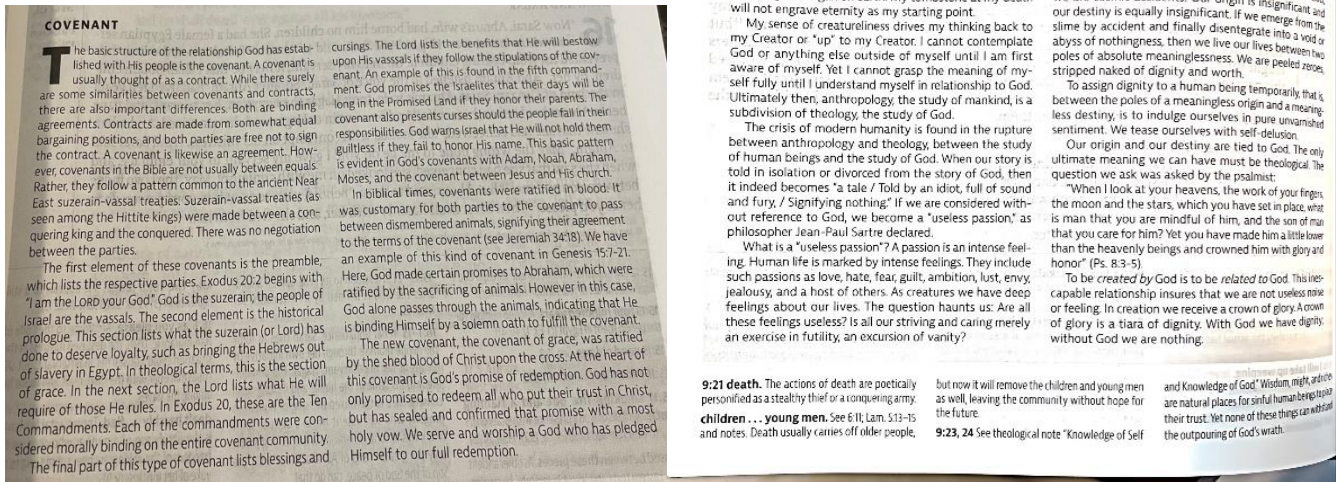 COVENANT
The basic structure of the relationship God has estab-
lished with His people is the covenant. A covenant is
usually thought of as a contract. While there surely
are some similarities between covenants and contracts,
there are also important differences. Both are binding
agreements. Contracts are made from somewhat equal
bargaining positions, and both parties are free not to sign
the contract. A covenant is likewise an agreement. How-
ever, covenants in the Bible are not usually between equals.
Rather, they follow a pattern common to the ancient Near
East suzerain-vassal treaties. Suzerain-vassal treaties (as
seen among the Hittite kings) were made between a con-
quering king and the conquered. There was no negotiation
between the parties.
The first element of these covenants is the preamble,
which lists the respective parties. Exodus 20:2 begins with
"I am the LORD your God." God is the suzerain; the people of
Israel are the vassals. The second element is the historical
prologue. This section lists what the suzerain (or Lord) has
done to deserve loyalty, such as bringing the Hebrews out
of slavery in Egypt. In theological terms, this is the section
of grace. In the next section, the Lord lists what He will
require of those He rules. In Exodus 20, these are the Ten
Commandments. Each of the commandments were con-
sidered morally binding on the entire covenant community.
The final part of this type of covenant lists blessings and
cursings. The Lord lists the benefits that He will bestow
upon His vassals if they follow the stipulations of the cov-
enant. An example of this is found in the fifth command-
ment. God promises the Israelites that their days will be
long in the Promised Land if they honor their parents. The
covenant also presents curses should the people fail in their
responsibilities. God warns Israel that He will not hold them
guiltless if they fail to honor His name. This basic pattern
is evident in God's covenants with Adam, Noah, Abraham,
Moses, and the covenant between Jesus and His church.
In biblical times, covenants were ratified in blood. It
was customary for both parties to the covenant to pass
between dismembered animals, signifying their agreement
to the terms of the covenant (see Jeremiah 34:18). We have
an example of this kind of covenant in Genesis 15:7-21.
Here, God made certain promises to Abraham, which were
ratified by the sacrificing of animals. However in this case,
God alone passes through the animals, indicating that He
is binding Himself by a solemn oath to fulfill the covenant.
The new covenant, the covenant of grace, was ratified
by the shed blood of Christ upon the cross. At the heart of
this covenant is God's promise of redemption. God has not
only promised to redeem all who put their trust in Christ,
but has sealed and confirmed that promise with a most
holy vow. We serve and worship a God who has pledged
Himself to our full redemption.
will not engrave eternity as my starting point.
My sense of creatureliness drives my thinking back to
my Creator or "up" to my Creator. I cannot contemplate
God or anything else outside of myself until I am first
aware of myself. Yet I cannot grasp the meaning of my-
self fully until I understand myself in relationship to God.
Ultimately then, anthropology, the study of mankind, is a
subdivision of theology, the study of God.
The crisis of modern humanity is found in the rupture
between anthropology and theology, between the study
of human beings and the study of God. When our story is
told in isolation or divorced from the story of God, then
it indeed becomes "a tale / Told by an idiot, full of sound
and fury, / Signifying nothing." If we are considered with-
out reference to God, we become a "useless passion," as
philosopher Jean-Paul Sartre declared.
What is a "useless passion"? A passion is an intense feel-
ing. Human life is marked by intense feelings. They include
such passions as love, hate, fear, guilt, ambition, lust, envy,
jealousy, and a host of others. As creatures we have deep
feelings about our lives. The question haunts us: Are all
these feelings useless? Is all our striving and caring merely
an exercise in futility, an excursion of vanity?
origin is insignificant and
our destiny is equally insignificant. If we emerge from the
slime by accident and finally disintegrate into a void or
abyss of nothingness, then we live our lives between two
poles of absolute meaninglessness. We are peeled zeroes,
stripped naked of dignity and worth.
To assign dignity to a human being temporarily, that is,
between the poles of a meaningless origin and a meaning-
less destiny, is to indulge ourselves in pure unvarnished
sentiment. We tease ourselves with self-delusion.
Our origin and our destiny are tied to God. The only
ultimate meaning we can have must be theological. The
question we ask was asked by the psalmist:
"When I look at your heavens, the work of your fingers,
the moon and the stars, which you have set in place, what
is man that you are mindful of him, and the son of man
that you care for him? Yet you have made him a little lower
than the heavenly beings and crowned him with glory and
honor" (Ps. 8:3-5).
To be created by God is to be related to God. This ines-
capable relationship insures that we are not useless noise
or feeling. In creation we receive a crown of glory. A crown
of glory is a tiara of dignity. With God we have dignity;
without God we are nothing.
9:21 death. The actions of death are poetically
personified as a stealthy thief or a conquering army.
children . . . young men. See 6:11; Lam. 5:13–15
and notes. Death usually carries off older people,
but now it will remove the children and young men
as well, leaving the community without hope for
the future.
9:23, 24 See theological note "Knowledge of Self
and Knowledge of God." Wisdom, might, and riches
are natural places for sinful human beings to place
their trust. Yet none of these things can withstand
the outpouring of God's wrath.